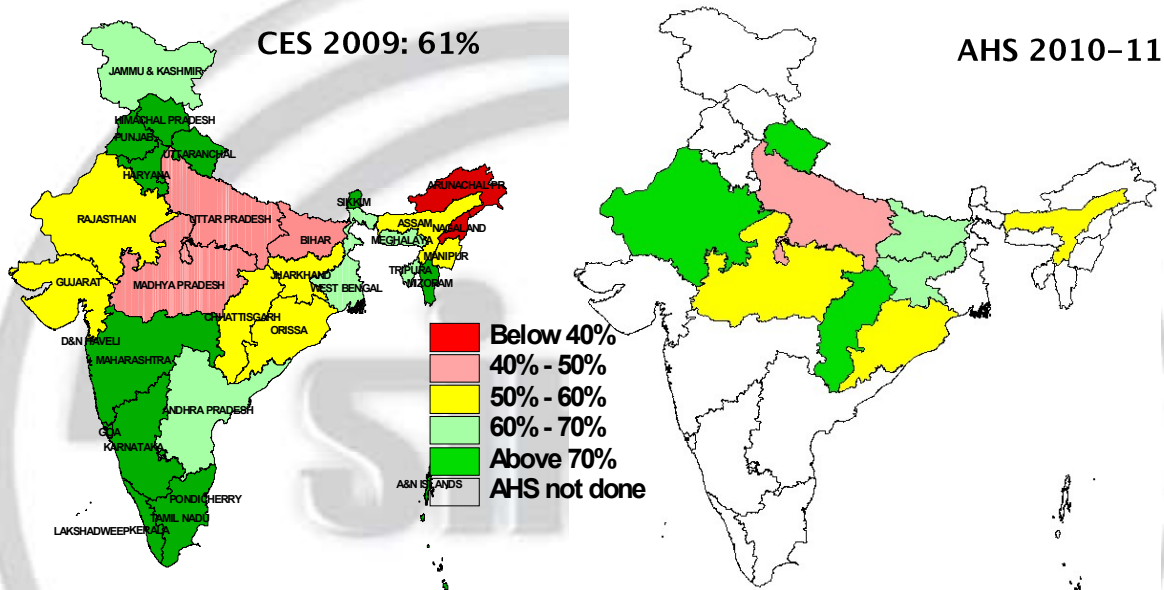 CES 2009: 61%
AHS 2010-11
JAMMU & KASHMIR
HIMACHAL PRADESH
PUNJAB
UTTARANCHAL
HARYANA
RAJASTHAN
UTTAR PRADESH
BIHAR
SIKKIM
ARUNACHAL PR.
ASSAM
NAGALAND
MEGHALAYA
MANIPUR
TRIPURA
MIZORAM
GUJARAT
MADHYA PRADESH
JHARKHAND
WEST BENGAL
CHHATTISGARH
ORISSA
D&N HAVELI
MAHARASHTRA
ANDHRA PRADESH
GOA
KARNATAKA
A&N ISLANDS
PONDICHERRY
TAMIL NADU
LAKSHADWEEP
KERALA
Below 40%
40% - 50%
50% - 60%
60% - 70%
Above 70%
AHS not done